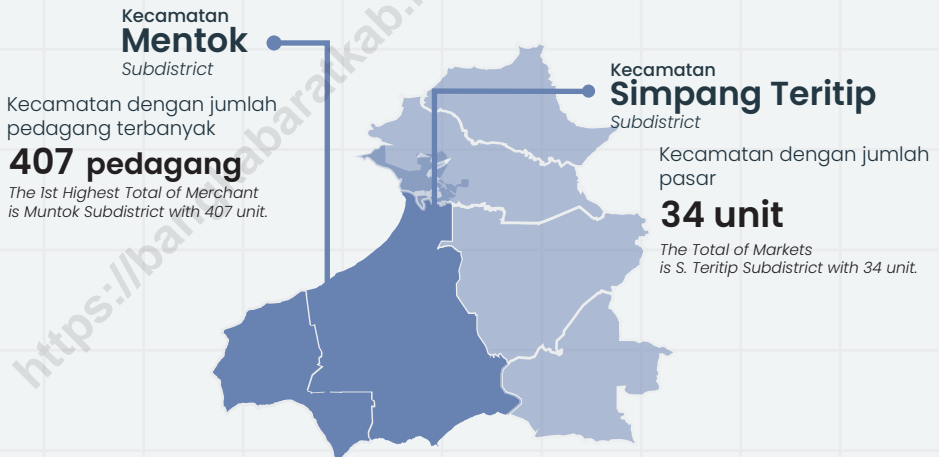 Kecamatan
Mentok
Subdistrict
Kecamatan dengan jumlah
pedagang terbanyak
407 pedagang
The 1st Highest Total of Merchant
is Muntok Subdistrict with 407 unit.
Kecamatan
Simpang Teritip
Subdistrict
Kecamatan dengan jumlah
pasar
34 unit
The Total of Markets
is S. Teritip Subdistrict with 34 unit.
https://bangkabaratkab.